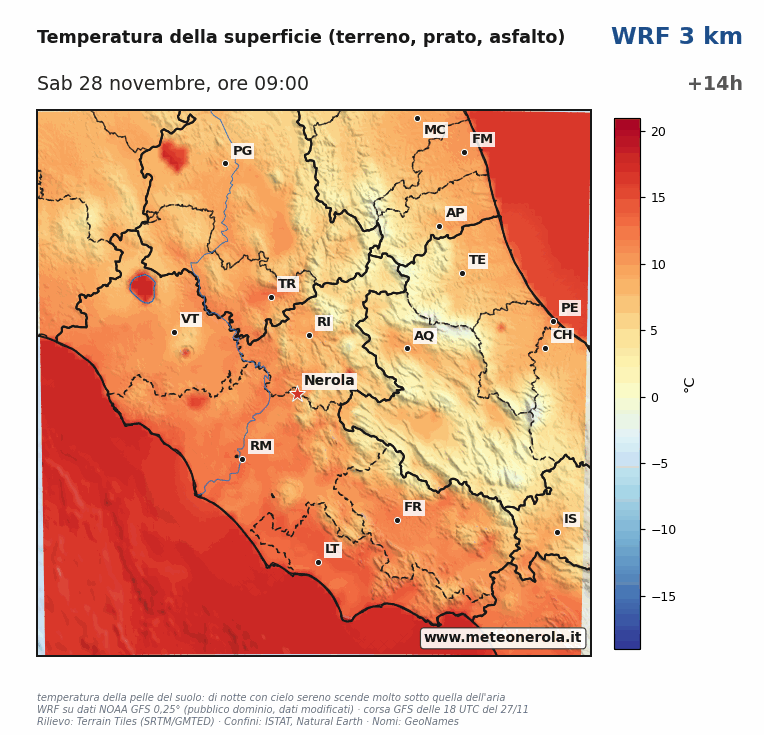 Temperatura della superficie (terreno, prato, asfalto)
WRF 3 km
Sab 28 novembre, ore 09:00
+14h
MC
FM
PG
AP
TE
TR
PE
VT
RI
CH
AQ
Nerola
RM
FR
IS
LT
www.meteonerola.it
20
15
10
5
0
−5
−10
−15
°C
temperatura della pelle del suolo: di notte con cielo sereno scende molto sotto quella dell'aria
WRF su dati NOAA GFS 0,25° (pubblico dominio, dati modificati) · corsa GFS delle 18 UTC del 27/11
Rilievo: Terrain Tiles (SRTM/GMTED) · Confini: ISTAT, Natural Earth · Nomi: GeoNames